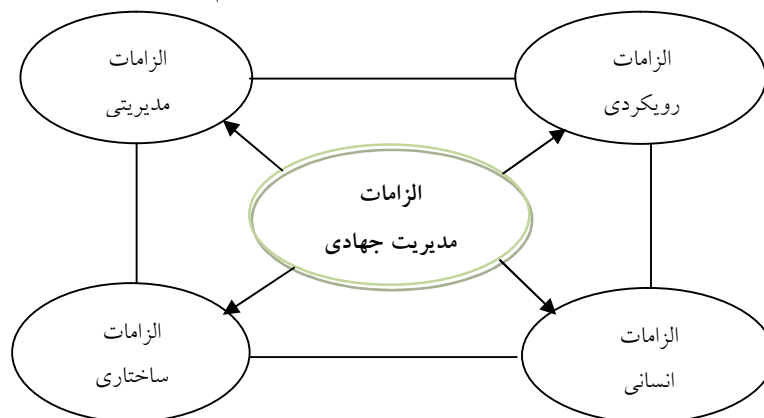 الزامات
رویکردی
الزامات
مدیریتی
الزامات
مدیریت جهادی
الزامات
انسانی
الزامات
ساختاری